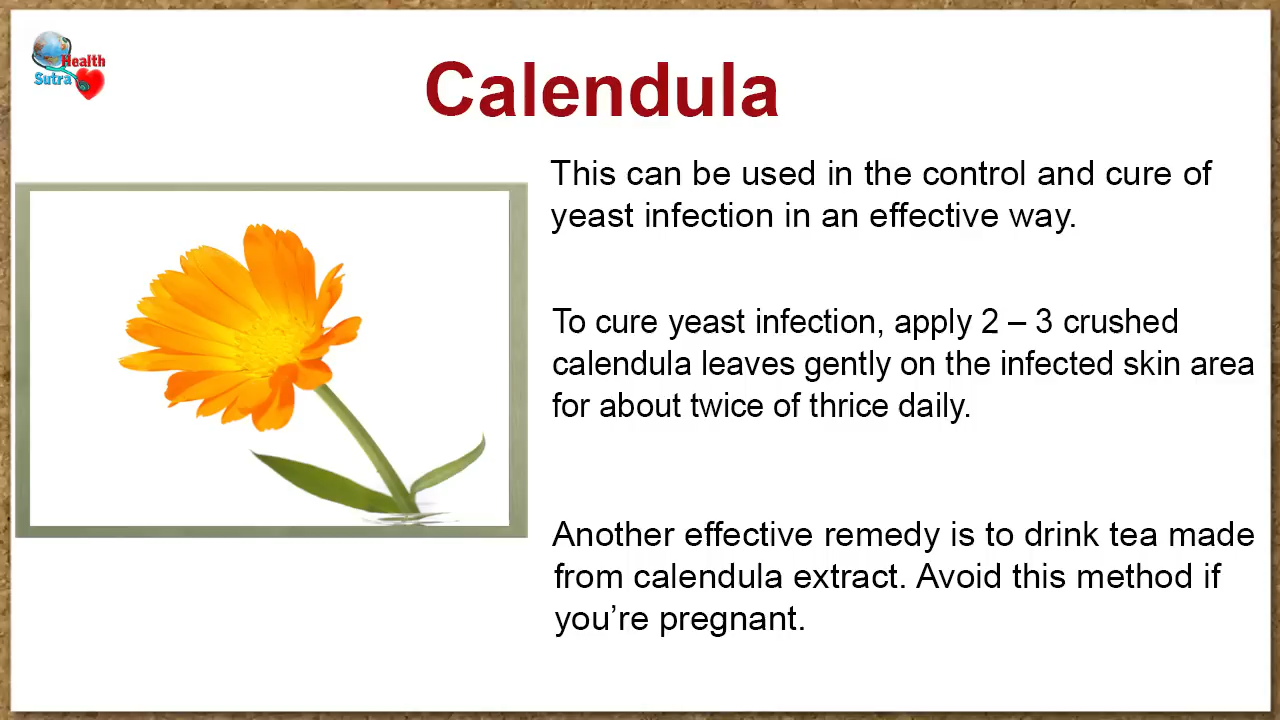 Health
Sutra
Calendula
This can be used in the control and cure of
yeast infection in an effective way.
To cure yeast infection, apply 2 – 3 crushed
calendula leaves gently on the infected skin area
for about twice of thrice daily.
Another effective remedy is to drink tea made
from calendula extract. Avoid this method if
you’re pregnant.